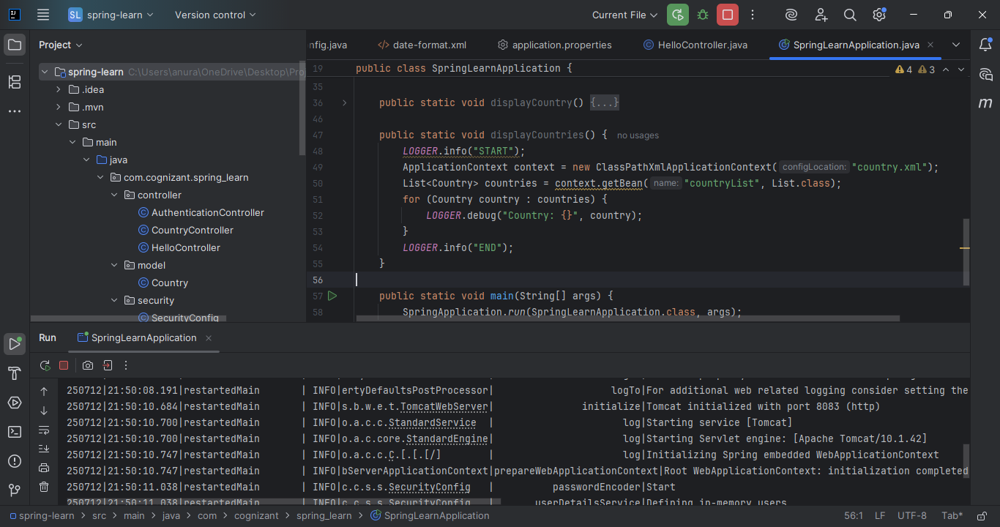 SL spring-learn Version control Current File
Project
nfig.java date-format.xml application.properties HelloController.java SpringLearnApplication.java
spring-learn C:\Users\anura\OneDrive\Desktop\Pro
.idea
.mvn
src
main
java
com.cognizant.spring_learn
controller
AuthenticationController
CountryController
HelloController
model
Country
security
SecurityConfig
4 3
19 public class SpringLearnApplication {
35
36 public static void displayCountry() {...}
46
47 public static void displayCountries() { no usages
48 LOGGER.info("START");
49 ApplicationContext context = new ClassPathXmlApplicationContext( configLocation: "country.xml");
50 List<Country> countries = context.getBean( name: "countryList", List.class);
51 for (Country country : countries) {
52 LOGGER.debug("Country: {}", country);
53 }
54 LOGGER.info("END");
55 }
56
57 public static void main(String[] args) {
58 SpringApplication.run(SpringLearnApplication.class, args);
m
Run SpringLearnApplication
250712|21:50:08.191|restartedMain | INFO|ertyDefaultsPostProcessor| logTo|For additional web related logging consider setting the
250712|21:50:10.684|restartedMain | INFO|s.b.w.e.t.TomcatWebServer| initialize|Tomcat initialized with port 8083 (http)
250712|21:50:10.700|restartedMain | INFO|o.a.c.c.StandardService | log|Starting service [Tomcat]
250712|21:50:10.700|restartedMain | INFO|o.a.c.core.StandardEngine| log|Starting Servlet engine: [Apache Tomcat/10.1.42]
250712|21:50:10.747|restartedMain | INFO|o.a.c.c.C.[.[.[/] | log|Initializing Spring embedded WebApplicationContext
250712|21:50:10.747|restartedMain | INFO|bServerApplicationContext|prepareWebApplicationContext|Root WebApplicationContext: initialization completed
250712|21:50:11.038|restartedMain | INFO|c.c.s.s.SecurityConfig | passwordEncoder|Start
250712|21:50:11.038|restartedMain | INFO|c.c.s.s.SecurityConfig | userDetailsService|Defining in-memory users
spring-learn > src > main > java > com > cognizant > spring_learn > SpringLearnApplication 56:1 LF UTF-8 Tab*